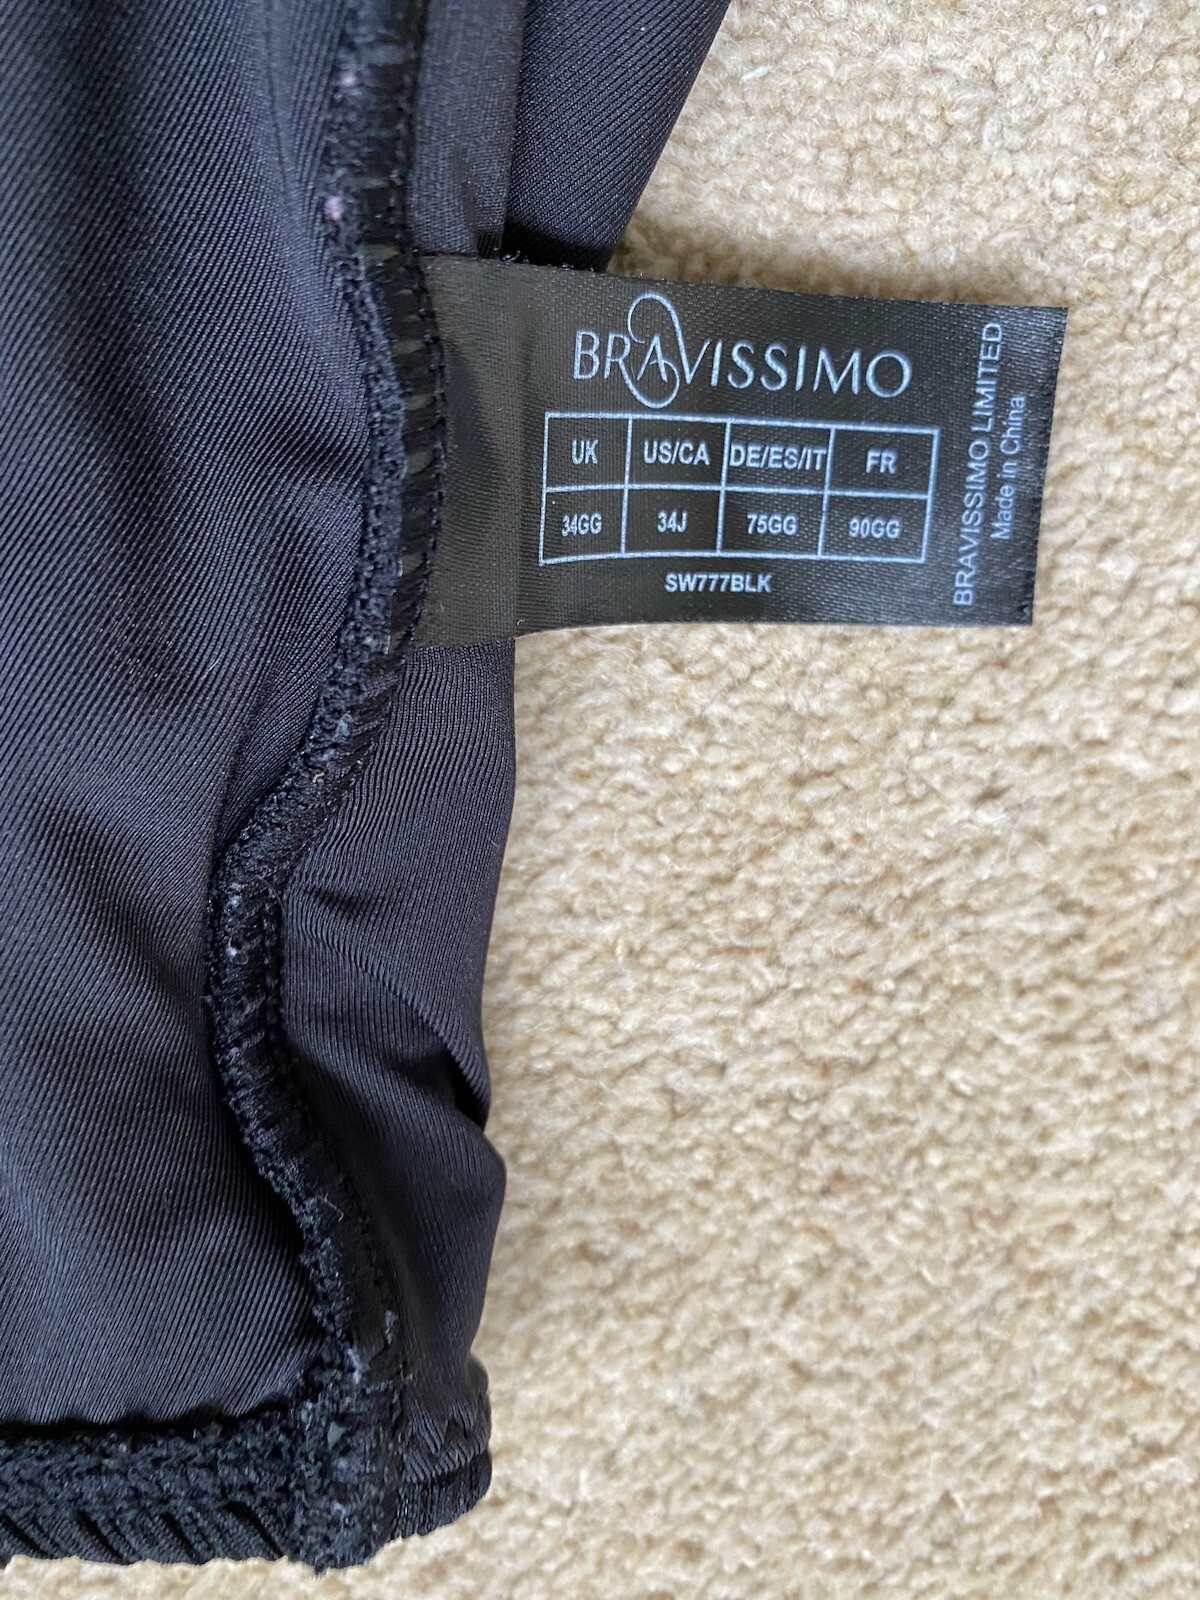 BRAVISSIMO
UK US/CA DE/ES/IT FR
34GG 34J 75GG 90GG
SW777BLK
BRAVISSIMO LIMITED
Made in China